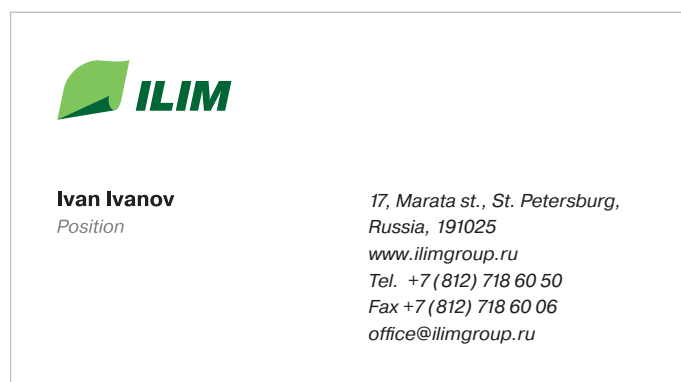 ILIM
Ivan Ivanov
Position
17, Marata st., St. Petersburg,
Russia, 191025
www.ilimgroup.ru
Tel. +7 (812) 718 60 50
Fax +7 (812) 718 60 06
office@ilimgroup.ru